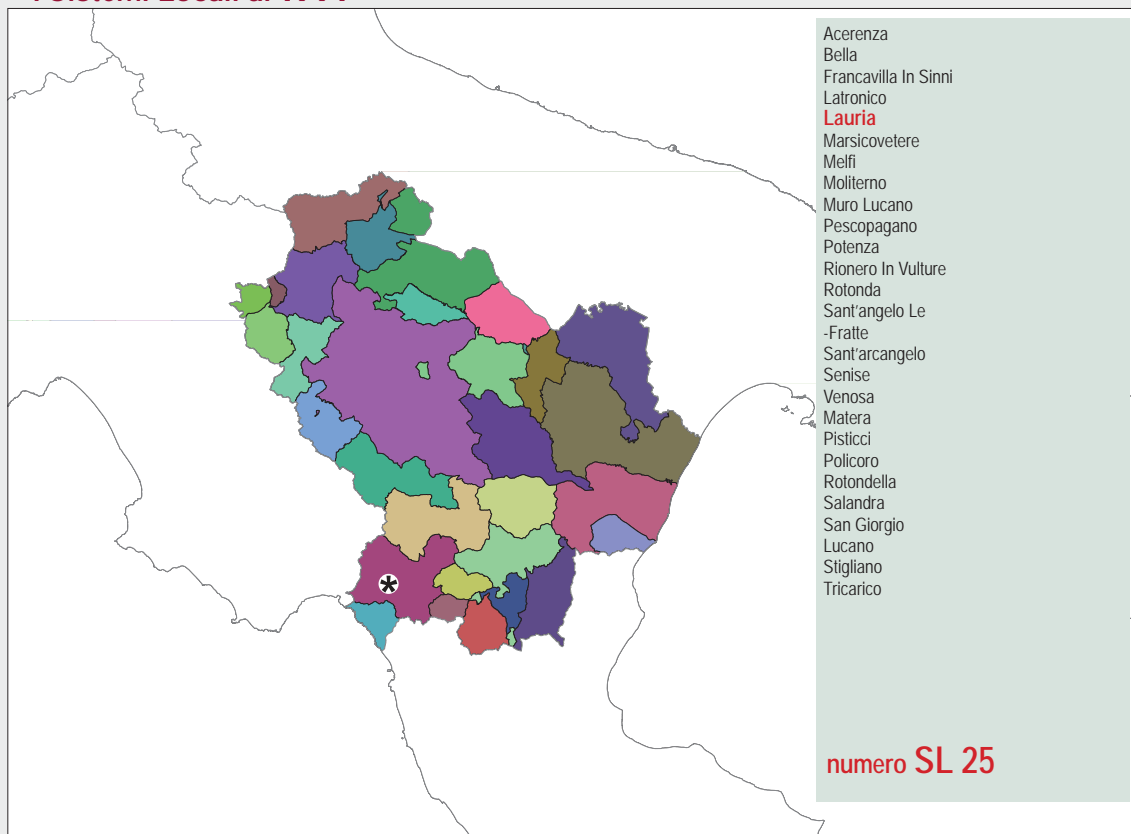 Acerenza
Bella
Francavilla In Sinni
Latronico
Lauria
Marsicovetere
Melfi
Moliterno
Muro Lucano
Pescopagano
Potenza
Rionero In Vulture
Rotonda
Sant'angelo Le
-Fratte
Sant'arcangelo
Senise
Venosa
Matera
Pisticci
Policoro
Rotondella
Salandra
San Giorgio
Lucano
Stigliano
Tricarico
numero SL 25